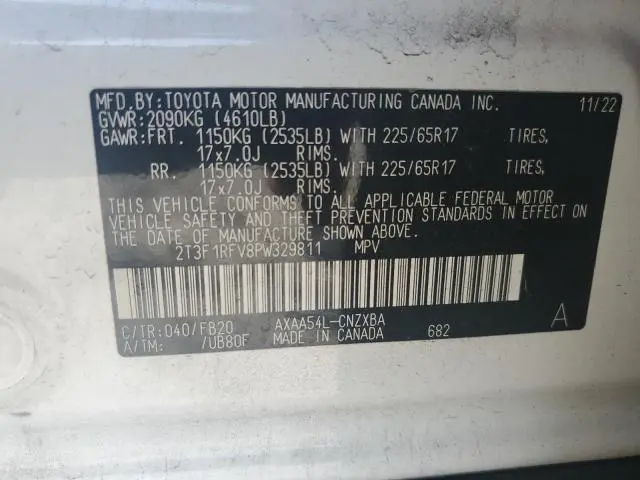 MFD.BY:TOYOTA MOTOR MANUFACTURING CANADA INC. 11/22
GVWR:2090KG (4610LB)
GAWR:FRT. 1150KG (2535LB) WITH 225/65R17 TIRES,
17x7.0J RIMS.
RR. 1150KG (2535LB) WITH 225/65R17 TIRES,
17x7.0J RIMS.
THIS VEHICLE CONFORMS TO ALL APPLICABLE FEDERAL MOTOR
VEHICLE SAFETY AND THEFT PREVENTION STANDARDS IN EFFECT ON
THE DATE OF MANUFACTURE SHOWN ABOVE.
2T3F1RFV8PW329811 MPV
C/TR:040/FB20 AXAA54L-CNZXBA A
A/TM: /UB80F MADE IN CANADA 682